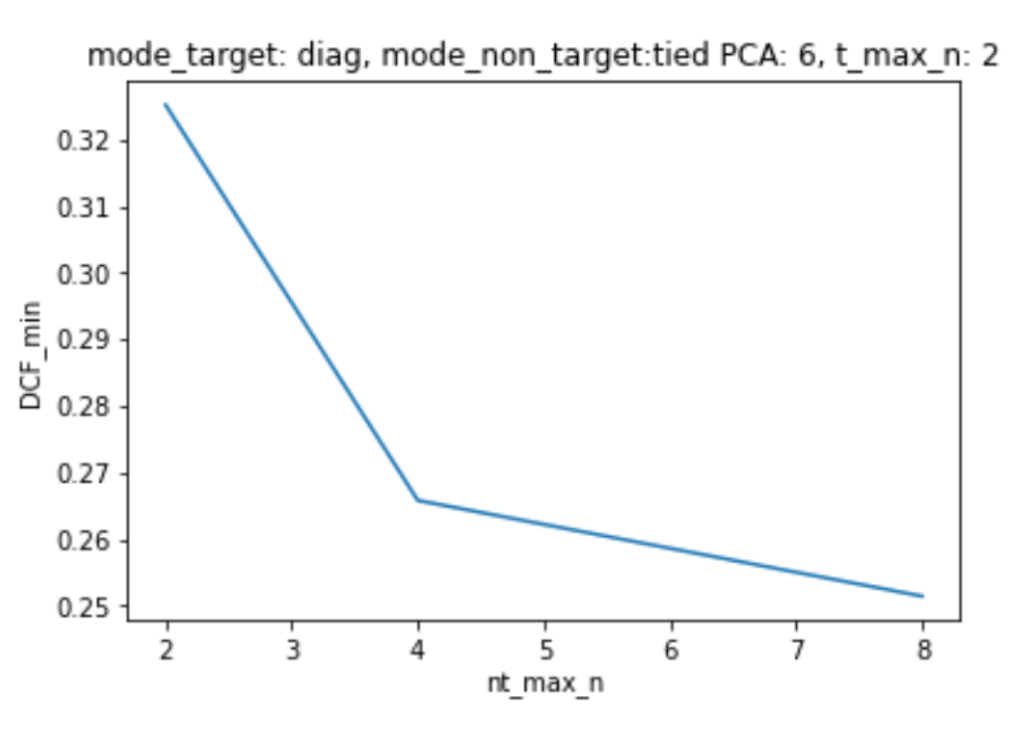 mode_target: diag, mode_non_target:tied PCA: 6, t_max_n: 2
DCF_min
0.32
0.31
0.30
0.29
0.28
0.27
0.26
0.25
2 3 4 5 6 7 8
nt_max_n